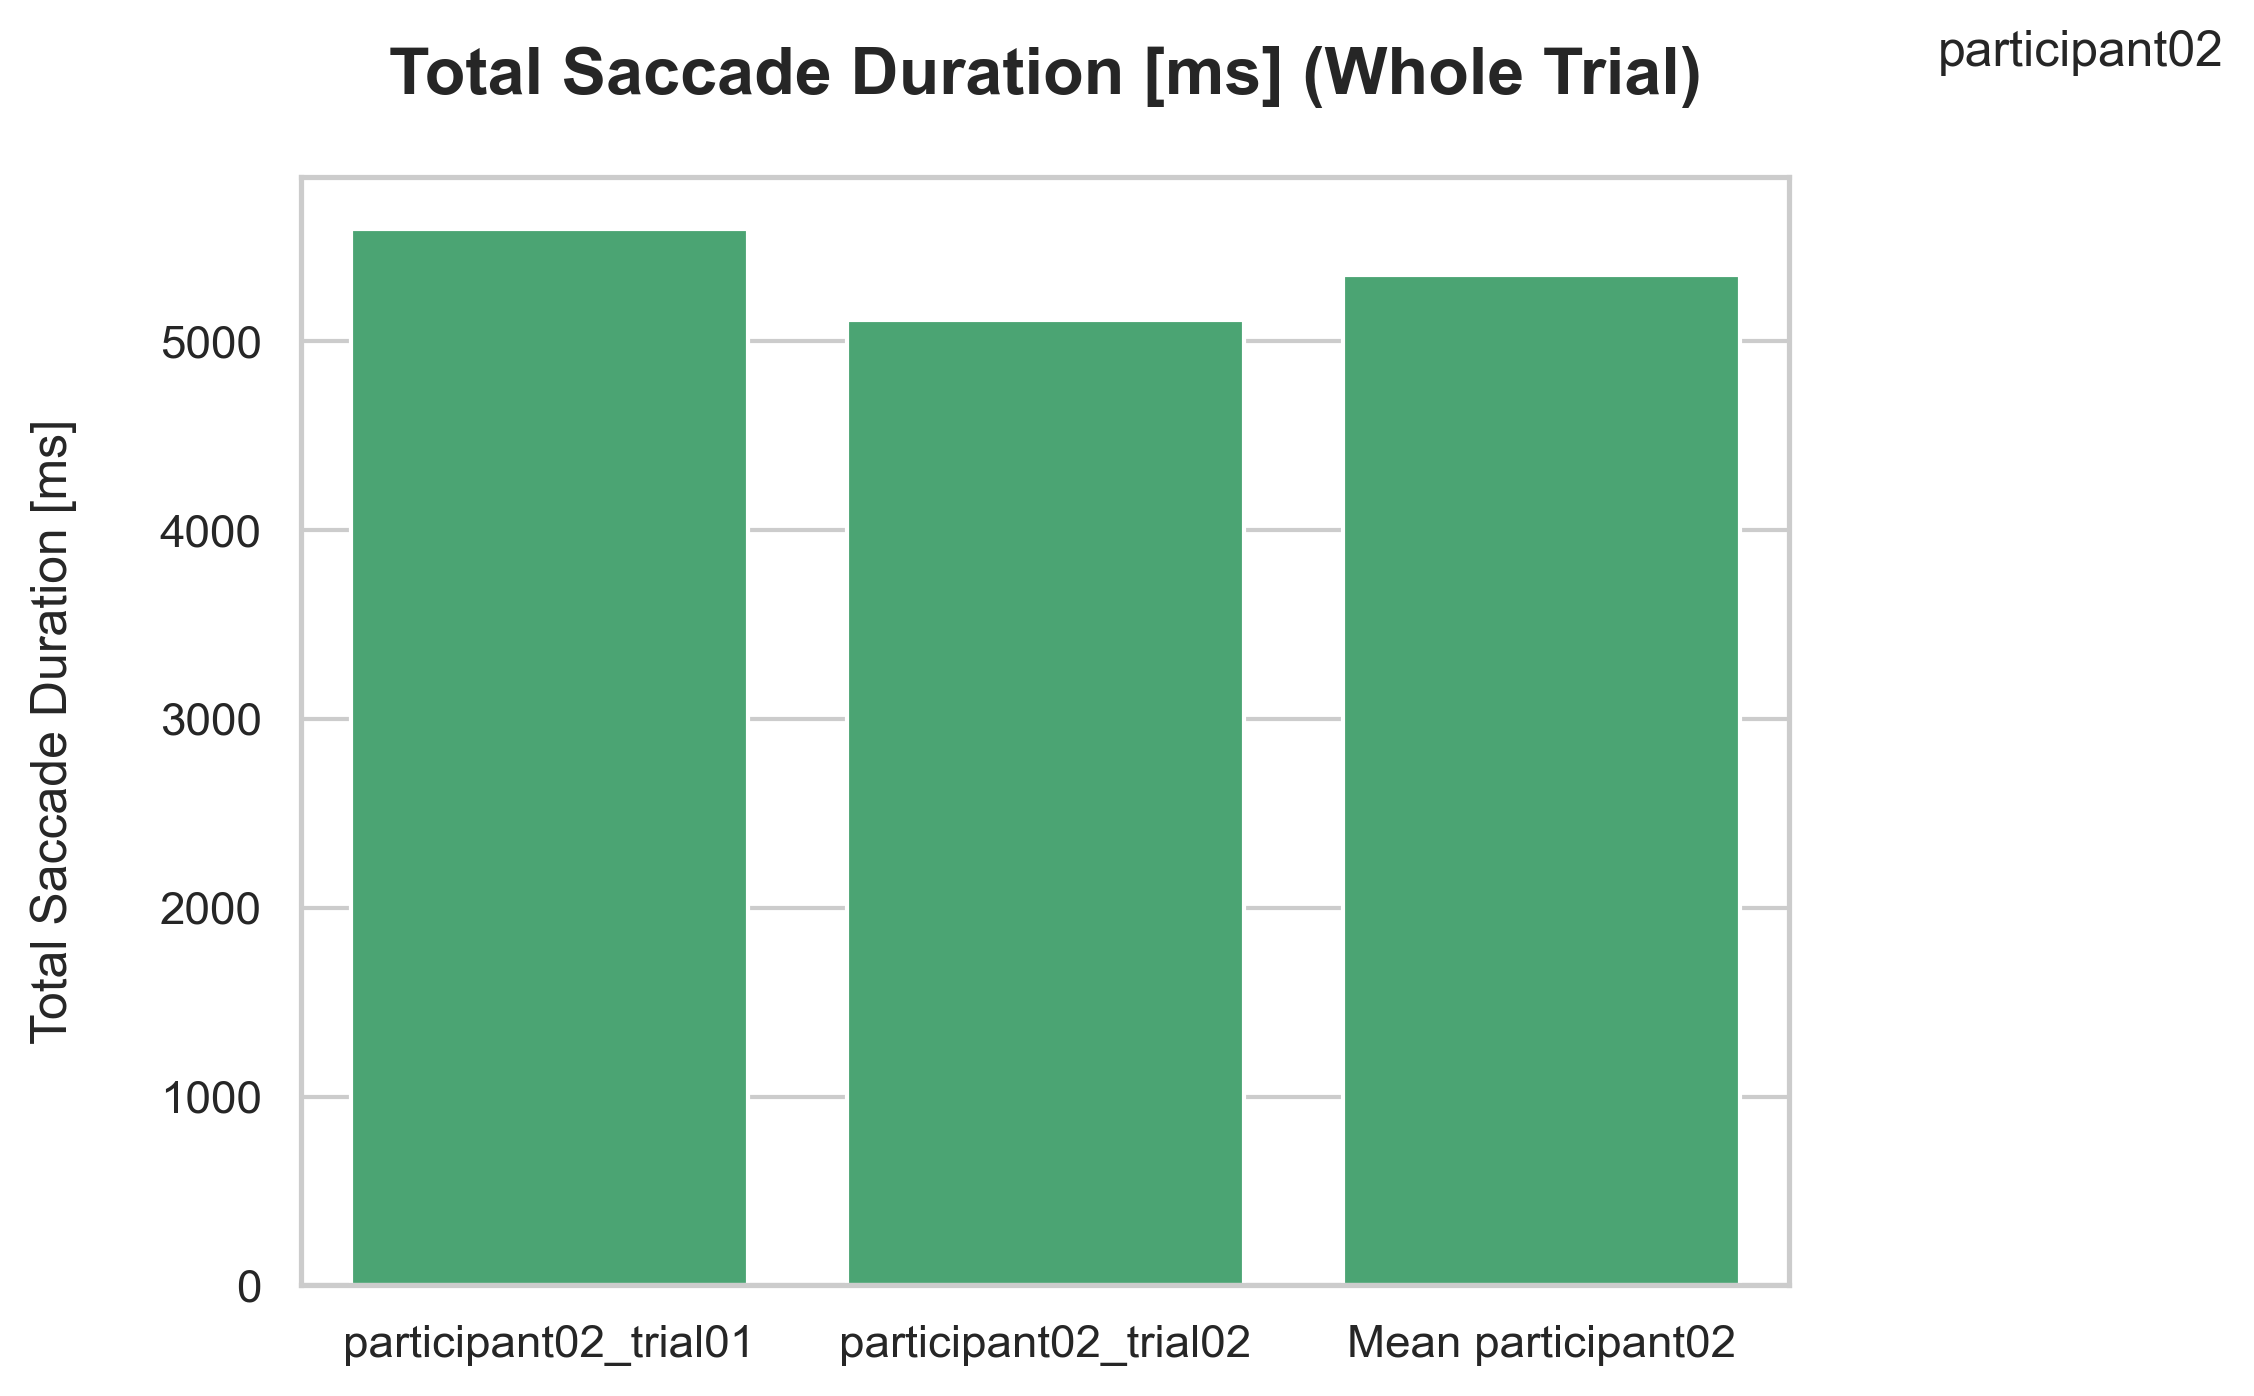 participant02
Total Saccade Duration [ms] (Whole Trial)
Total Saccade Duration [ms]
5000
4000
3000
2000
1000
0
participant02_trial01
participant02_trial02
Mean participant02